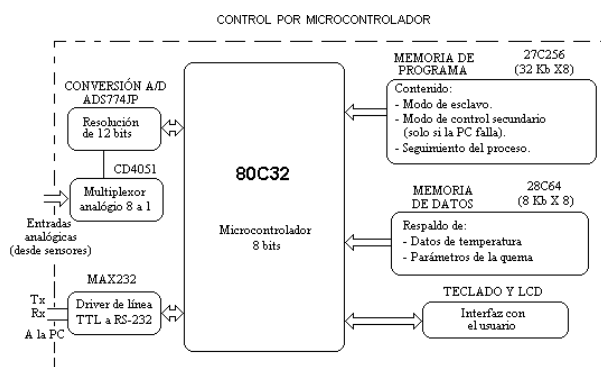 CONTROL POR MICROCONTROLADOR
CONVERSIÓN A/D
ADS774JP
Resolución
de 12 bits
CD4051
Multiplexor
analógio 8 a 1
Entradas
analógicas
(desde sensores)
MAX232
Tx
Rx
A la PC
Driver de línea
TTL a RS-232
80C32
Microcontrolador
8 bits
MEMORIA DE
PROGRAMA
27C256
(32 Kb X8)
Contenido:
- Modo de esclavo.
- Modo de control secundario
(solo si la PC falla).
- Seguimiento del proceso.
MEMORIA
DE DATOS
28C64
(8 Kb X 8)
Respaldo de:
- Datos de temperatura
- Parámetros de la quema
TECLADO Y LCD
Interfaz con
el usuario